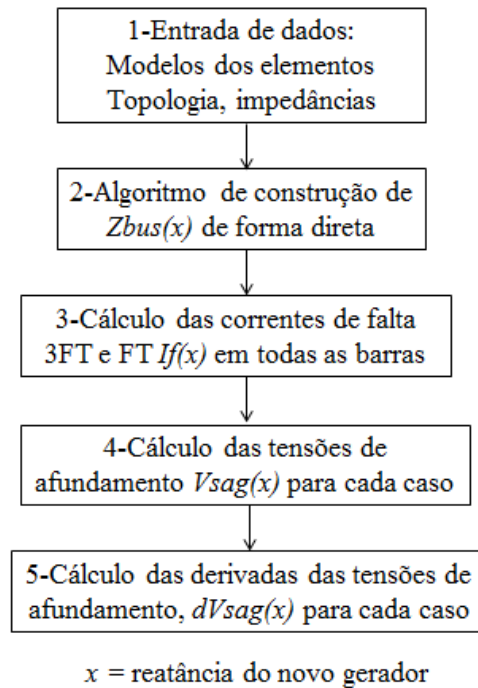 1-Entrada de dados:
Modelos dos elementos
Topologia, impedâncias
2-Algoritmo de construção de
Zbus(x) de forma direta
3-Cálculo das correntes de falta
3FT e FT If(x) em todas as barras
4-Cálculo das tensões de
afundamento Vsag(x) para cada caso
5-Cálculo das derivadas das tensões de
afundamento, dVsag(x) para cada caso
x = reatância do novo gerador